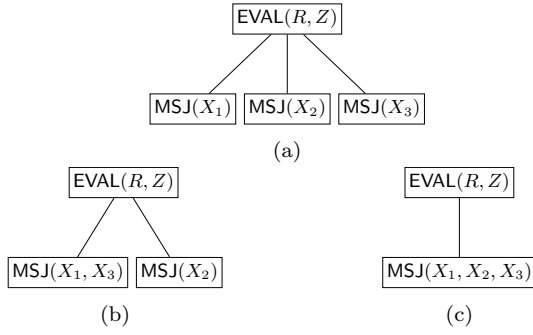 EVAL(R, Z)
MSJ(X₁) MSJ(X₂) MSJ(X₃)
(a)
EVAL(R, Z) EVAL(R, Z)
MSJ(X₁, X₃) MSJ(X₂) MSJ(X₁, X₂, X₃)
(b) (c)